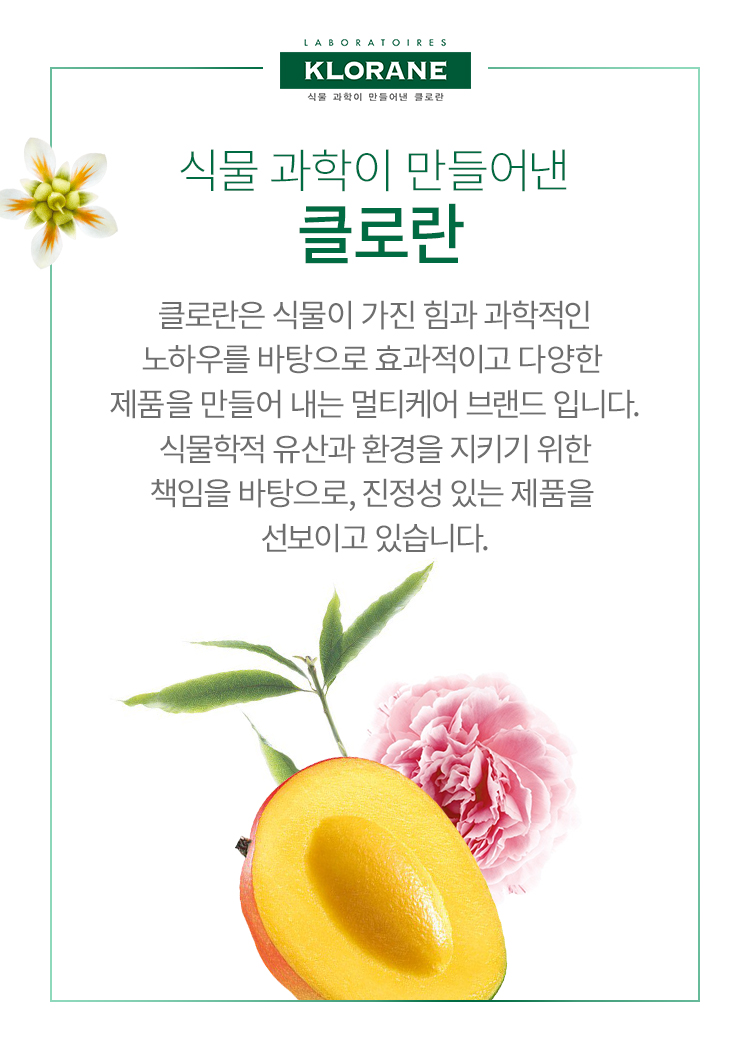 LABORATOIRES
KLORANE
식물 과학이 만들어낸 클로란
식물 과학이 만들어낸
클로란
클로란은 식물이 가진 힘과 과학적인
노하우를 바탕으로 효과적이고 다양한
제품을 만들어 내는 멀티케어 브랜드 입니다.
식물학적 유산과 환경을 지키기 위한
책임을 바탕으로, 진정성 있는 제품을
선보이고 있습니다.